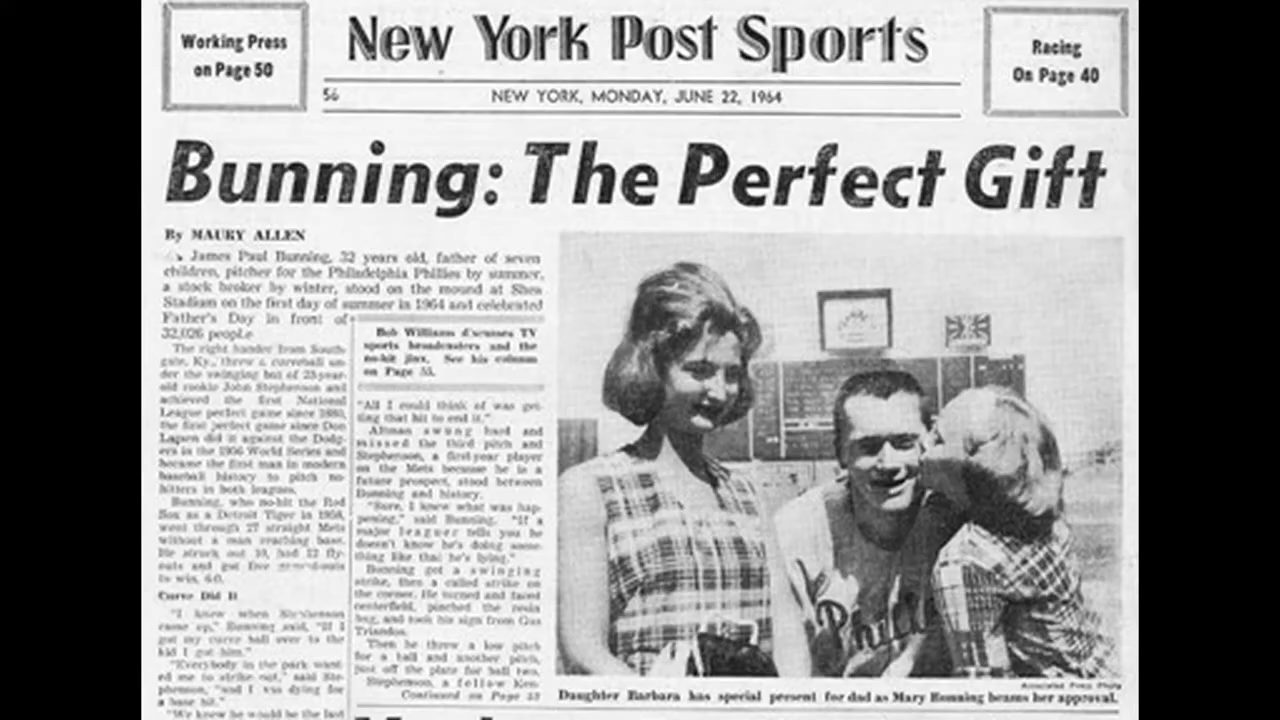 Working Press
on Page 50
New York Post Sports
Racing
On Page 40
56
NEW YORK, MONDAY, JUNE 22, 1964
Bunning: The Perfect Gift
By MAURY ALLEN
James Paul Bunning, 32 years old, father of seven
children, pitcher for the Philadelphia Phillies by summer,
a stock broker by winter, stood on the mound at Shea
Stadium on the first day of summer in 1964 and celebrated
Father's Day in front of
32,026 people
The right hander from South-
gate, Ky., threw a curveball un-
der the swinging bat of 23-year-
old rookie John Stephenson and
achieved the first National
League perfect game since 1880,
the first perfect game since Don
Larsen did it against the Dodg-
ers in the 1956 World Series and
became the first man in modern
baseball history to pitch no-
hitters in both leagues.
Bunning, who no-hit the Red
Sox as a Detroit Tiger in 1958,
went through 27 straight Mets
without a man reaching base.
He struck out 10, had 12 fly-
outs and got five
to win, 6-0.
Curve Did It
"I knew when Stephenson
came up," Bunning said, "If I
got my curve ball over to the
kid I got him."
"Everybody in the park want-
ed me to strike out," said Ste-
phenson, "and I was dying for
a base hit."
"We knew he would be the last
Bob Williams discusses TV
sports broadcasters and the
no-hit jinx. See his column
on Page 55.
"All I could think of was get-
ting that hit to end it."
Altman swung hard and
missed the third pitch and
Stephenson, a first-year player
on the Mets because he is a
future prospect, stood between
Bunning and history.
"Sure, I knew what was hap-
pening," said Bunning. "If a
major leaguer tells you he
doesn't know he's doing some-
thing like that he's lying."
Bunning got a swinging
strike, then a called strike on
the corner. He turned and faced
centerfield, pinched the resin
bag, and took his sign from Gus
Triandos.
Then he threw a low pitch
for a ball and another pitch,
just off the plate for ball two.
Stephenson, a fellow Ken-
Continued on Page 53
Phill
Associated Press Photo
Daughter Barbara has special present for dad as Mary Bunning beams her approval.